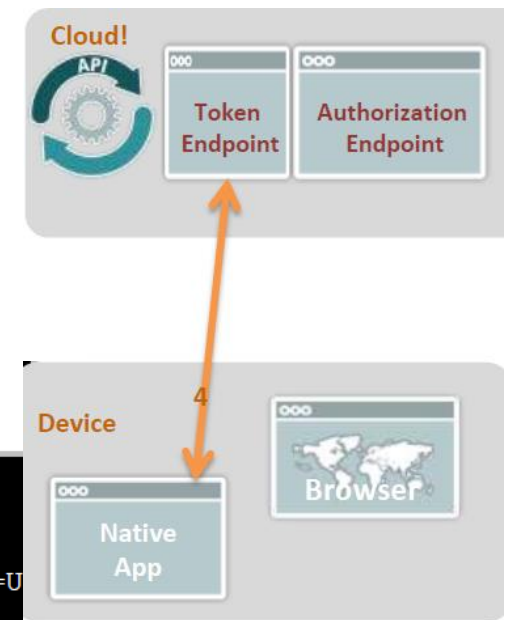 Cloud!
API
Token
Endpoint
Authorization
Endpoint
4
Device
Browser
Native
App
=U